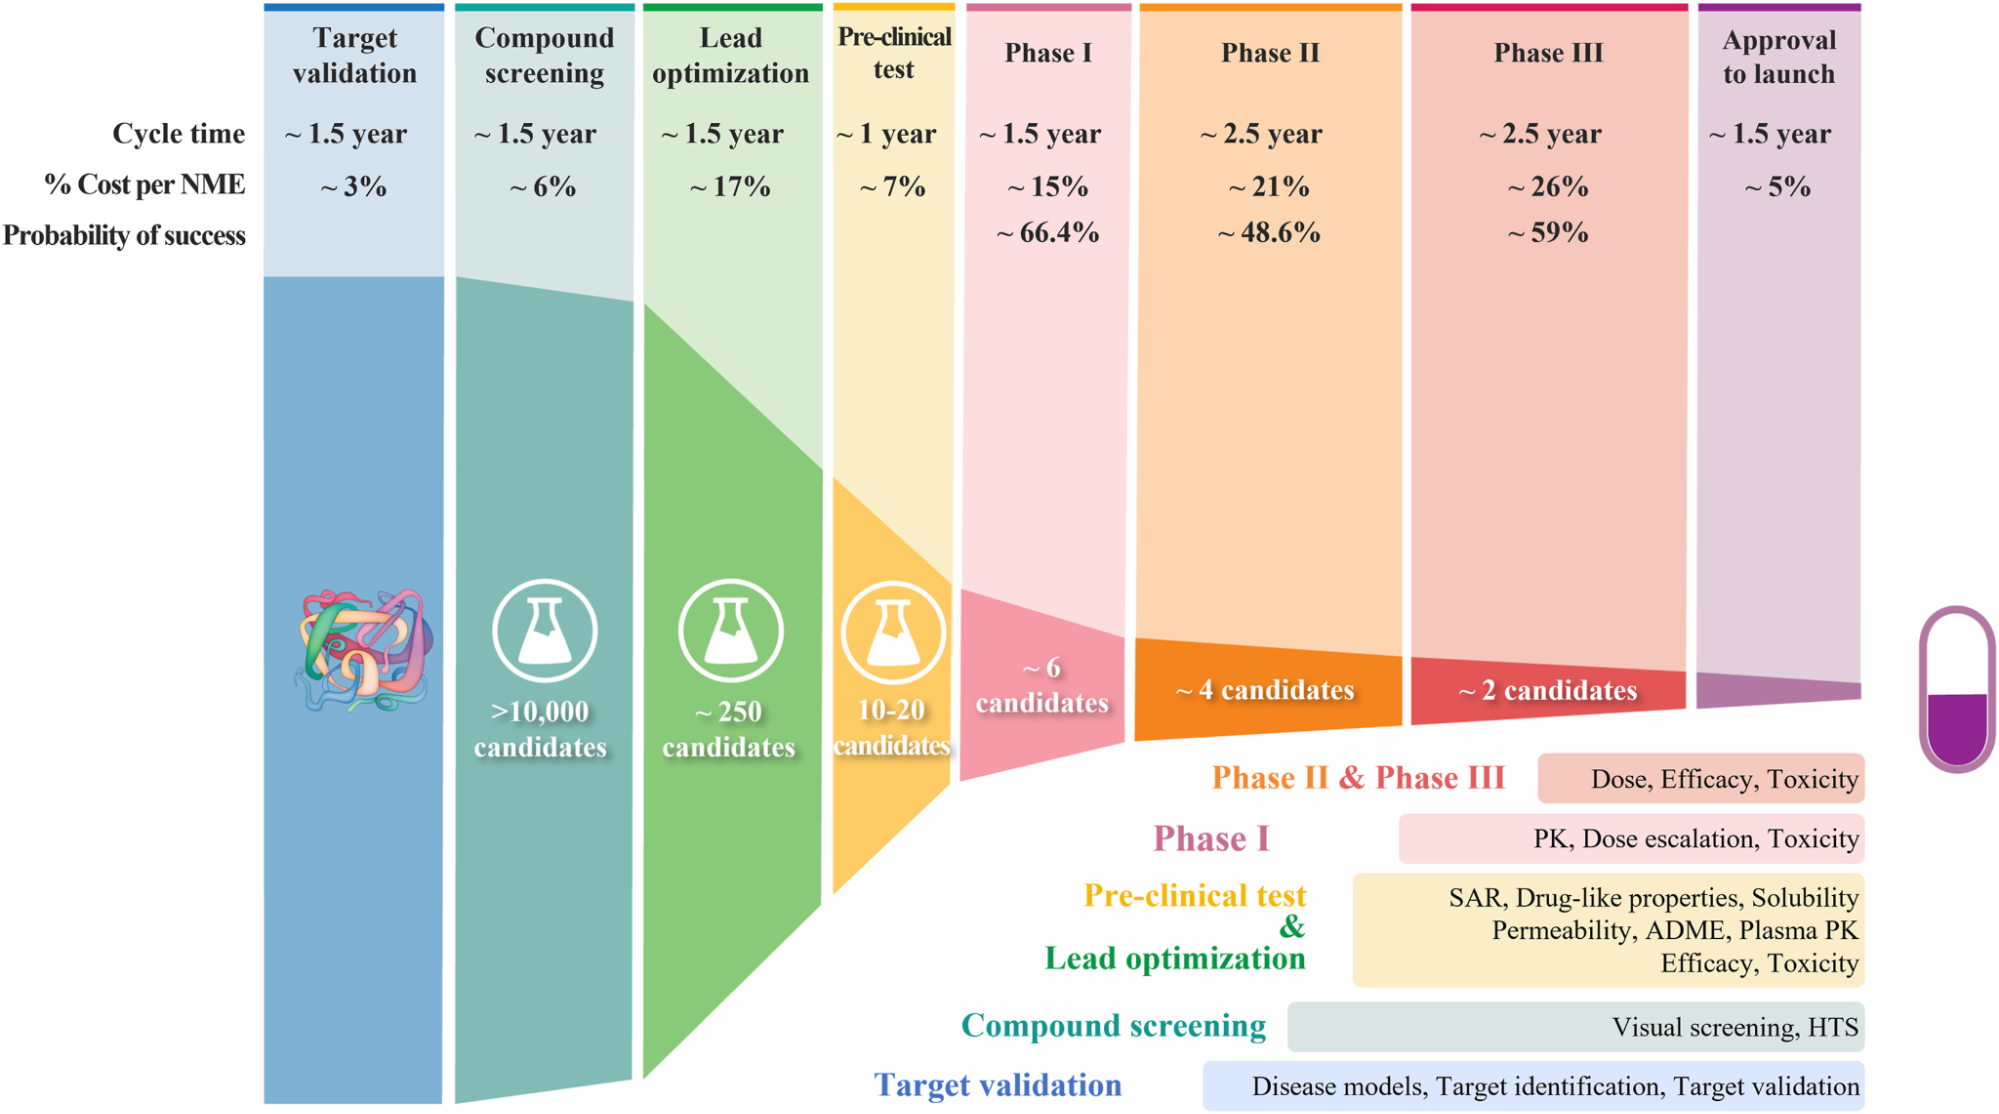 Target
validation
Compound
screening
Lead
optimization
Pre-clinical
test
Phase I
Phase II
Phase III
Approval
to launch
Cycle time
~ 1.5 year
~ 1.5 year
~ 1.5 year
~ 1 year
~ 1.5 year
~ 2.5 year
~ 2.5 year
~ 1.5 year
% Cost per NME
~ 3%
~ 6%
~ 17%
~ 7%
~ 15%
~ 21%
~ 26%
~ 5%
Probability of success
~ 66.4%
~ 48.6%
~ 59%
>10,000
candidates
~ 250
candidates
10-20
candidates
~ 6
candidates
~ 4 candidates
~ 2 candidates
Phase II & Phase III
Dose, Efficacy, Toxicity
Phase I
PK, Dose escalation, Toxicity
Pre-clinical test
&
Lead optimization
SAR, Drug-like properties, Solubility
Permeability, ADME, Plasma PK
Efficacy, Toxicity
Compound screening
Visual screening, HTS
Target validation
Disease models, Target identification, Target validation